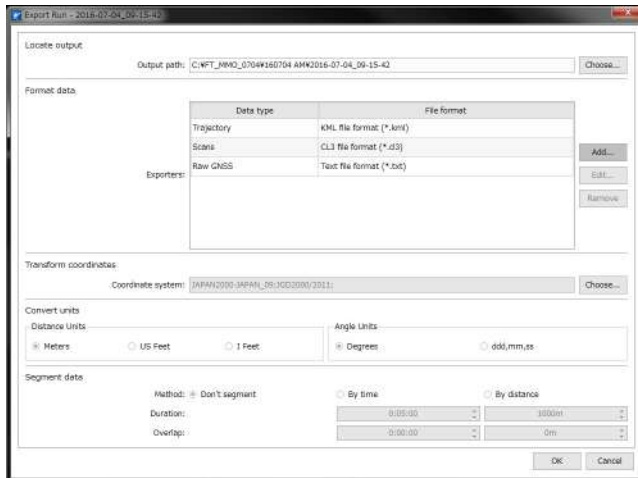 Export Run - 2016-07-04_09-15-42
Locate output
Output path: C:¥FT_MMO_0704¥160704 AM¥2016-07-04_09-15-42 Choose...
Format data
Data type File format
Trajectory KML file format (*.kml)
Scans CL3 file format (*.cl3)
Raw GNSS Text file format (*.txt)
Exporters:
Add...
Edit...
Remove
Transform coordinates
Coordinate system: JAPAN2000-JAPAN_09:JGD2000/2011; Choose...
Convert units
Distance Units Angle Units
Meters US Feet I Feet Degrees ddd,mm,ss
Segment data
Method: Don't segment By time By distance
Duration: 0:05:00 1000m
Overlap: 0:00:00 0m
OK Cancel